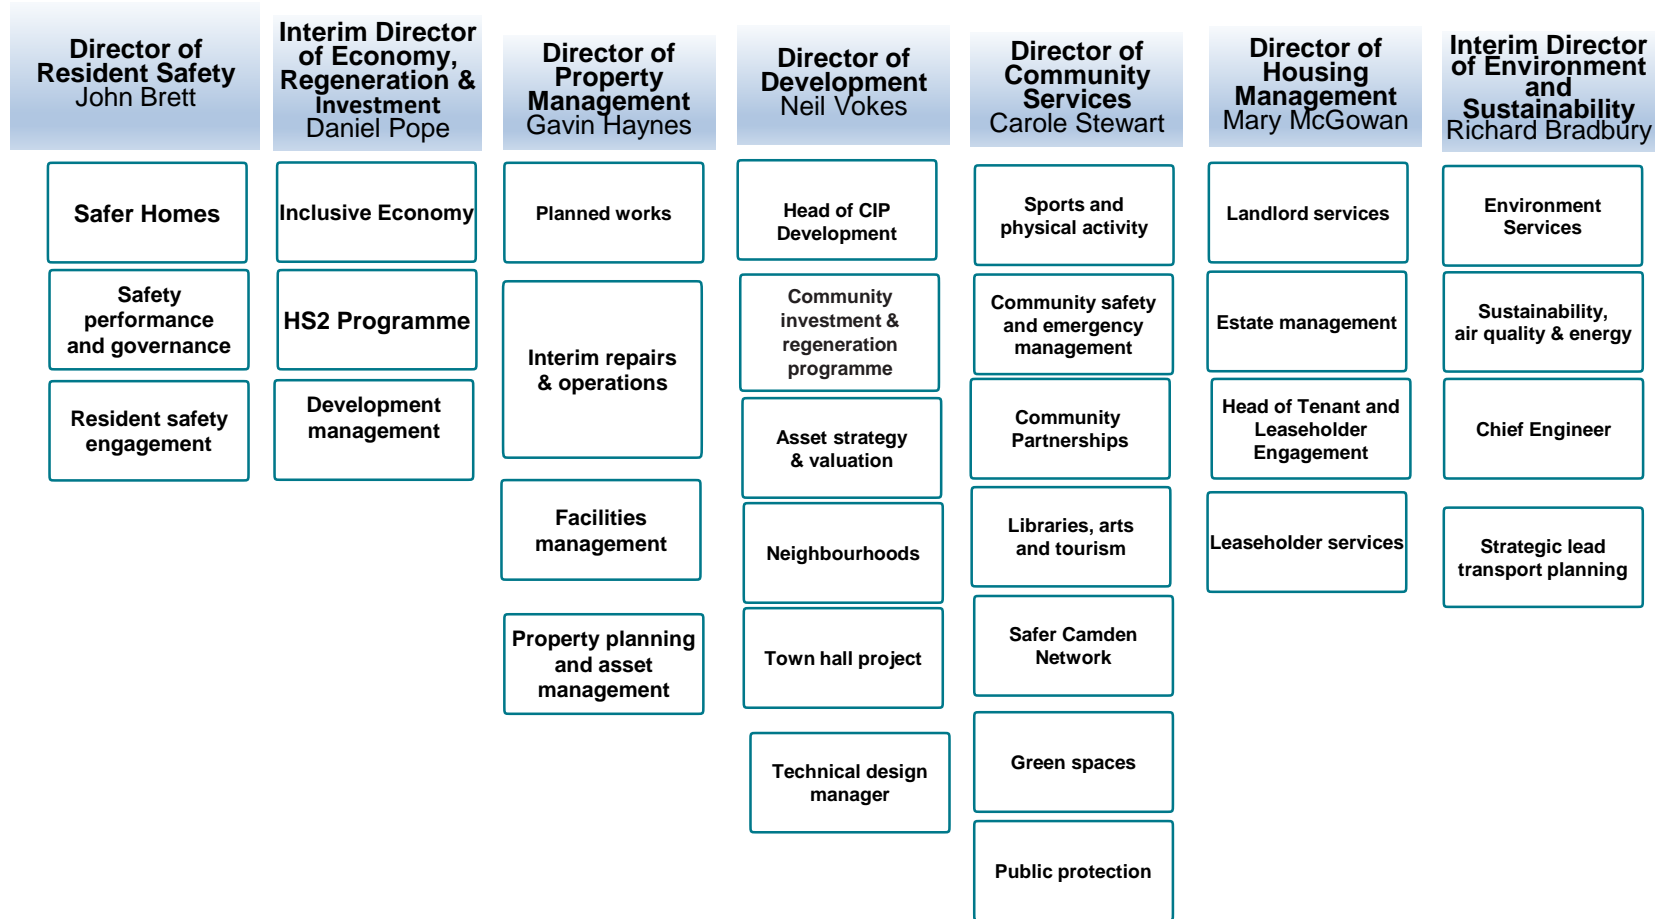 Director of
Resident Safety
John Brett
Safer Homes
Safety
performance
and governance
Resident safety
engagement
Interim Director
of Economy,
Regeneration &
Investment
Daniel Pope
Inclusive Economy
HS2 Programme
Development
management
Director of
Property
Management
Gavin Haynes
Planned works
Interim repairs
& operations
Facilities
management
Property planning
and asset
management
Director of
Development
Neil Vokes
Head of CIP
Development
Community
investment &
regeneration
programme
Asset strategy
& valuation
Neighbourhoods
Town hall project
Technical design
manager
Director of
Community
Services
Carole Stewart
Sports and
physical activity
Community safety
and emergency
management
Community
Partnerships
Libraries, arts
and tourism
Safer Camden
Network
Green spaces
Public protection
Director of
Housing
Management
Mary McGowan
Landlord services
Estate management
Head of Tenant and
Leaseholder
Engagement
Leaseholder services
Interim Director
of Environment
and
Sustainability
Richard Bradbury
Environment
Services
Sustainability,
air quality & energy
Chief Engineer
Strategic lead
transport planning